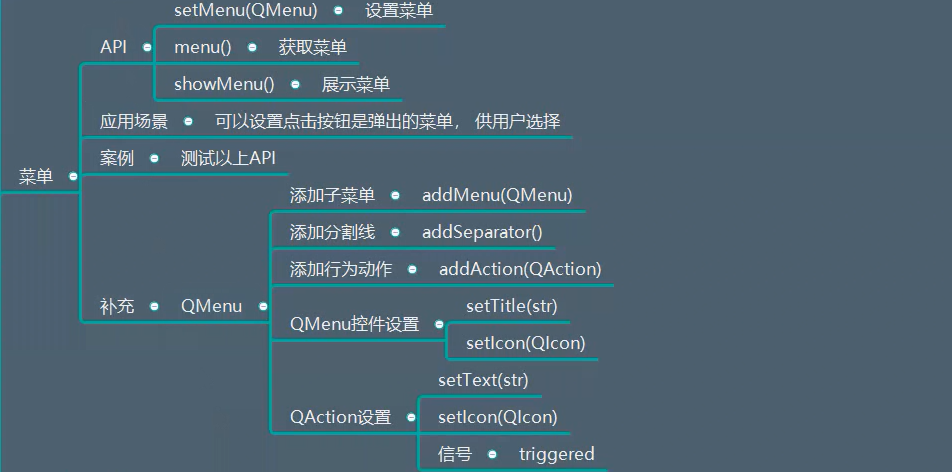 setMenu(QMenu) 设置菜单
API menu() 获取菜单
showMenu() 展示菜单
应用场景 可以设置点击按钮是弹出的菜单，供用户选择
案例 测试以上API
菜单
添加子菜单 addMenu(QMenu)
添加分割线 addSeparator()
添加行为动作 addAction(QAction)
补充 QMenu
QMenu控件设置
setTitle(str)
setIcon(QIcon)
QAction设置
setText(str)
setIcon(QIcon)
信号 triggered